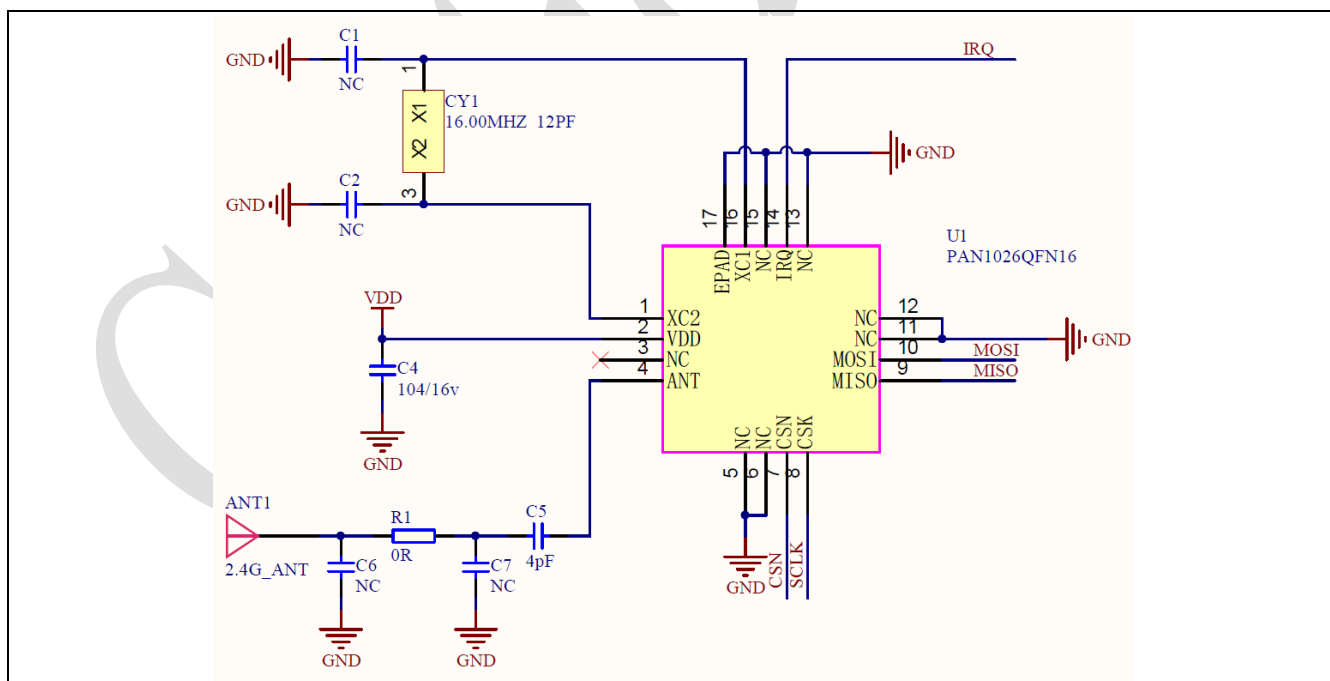 C1
GND
NC
1
X1
X2
CY1
16.00MHZ 12PF
3
C2
GND
NC
IRQ
GND
17
16
15
14
13
EPAD
XC1
NC
IRQ
NC
U1
PAN1026QFN16
VDD
C4
104/16v
GND
1
XC2
2
VDD
3
NC
4
ANT
NC
12
NC
11
GND
MOSI
10
MOSI
MISO
9
MISO
NC
NC
CSN
CSK
5
6
7
8
GND
CSN
SCLK
ANT1
2.4G_ANT
R1
0R
C5
4pF
C6
NC
C7
NC
GND
GND